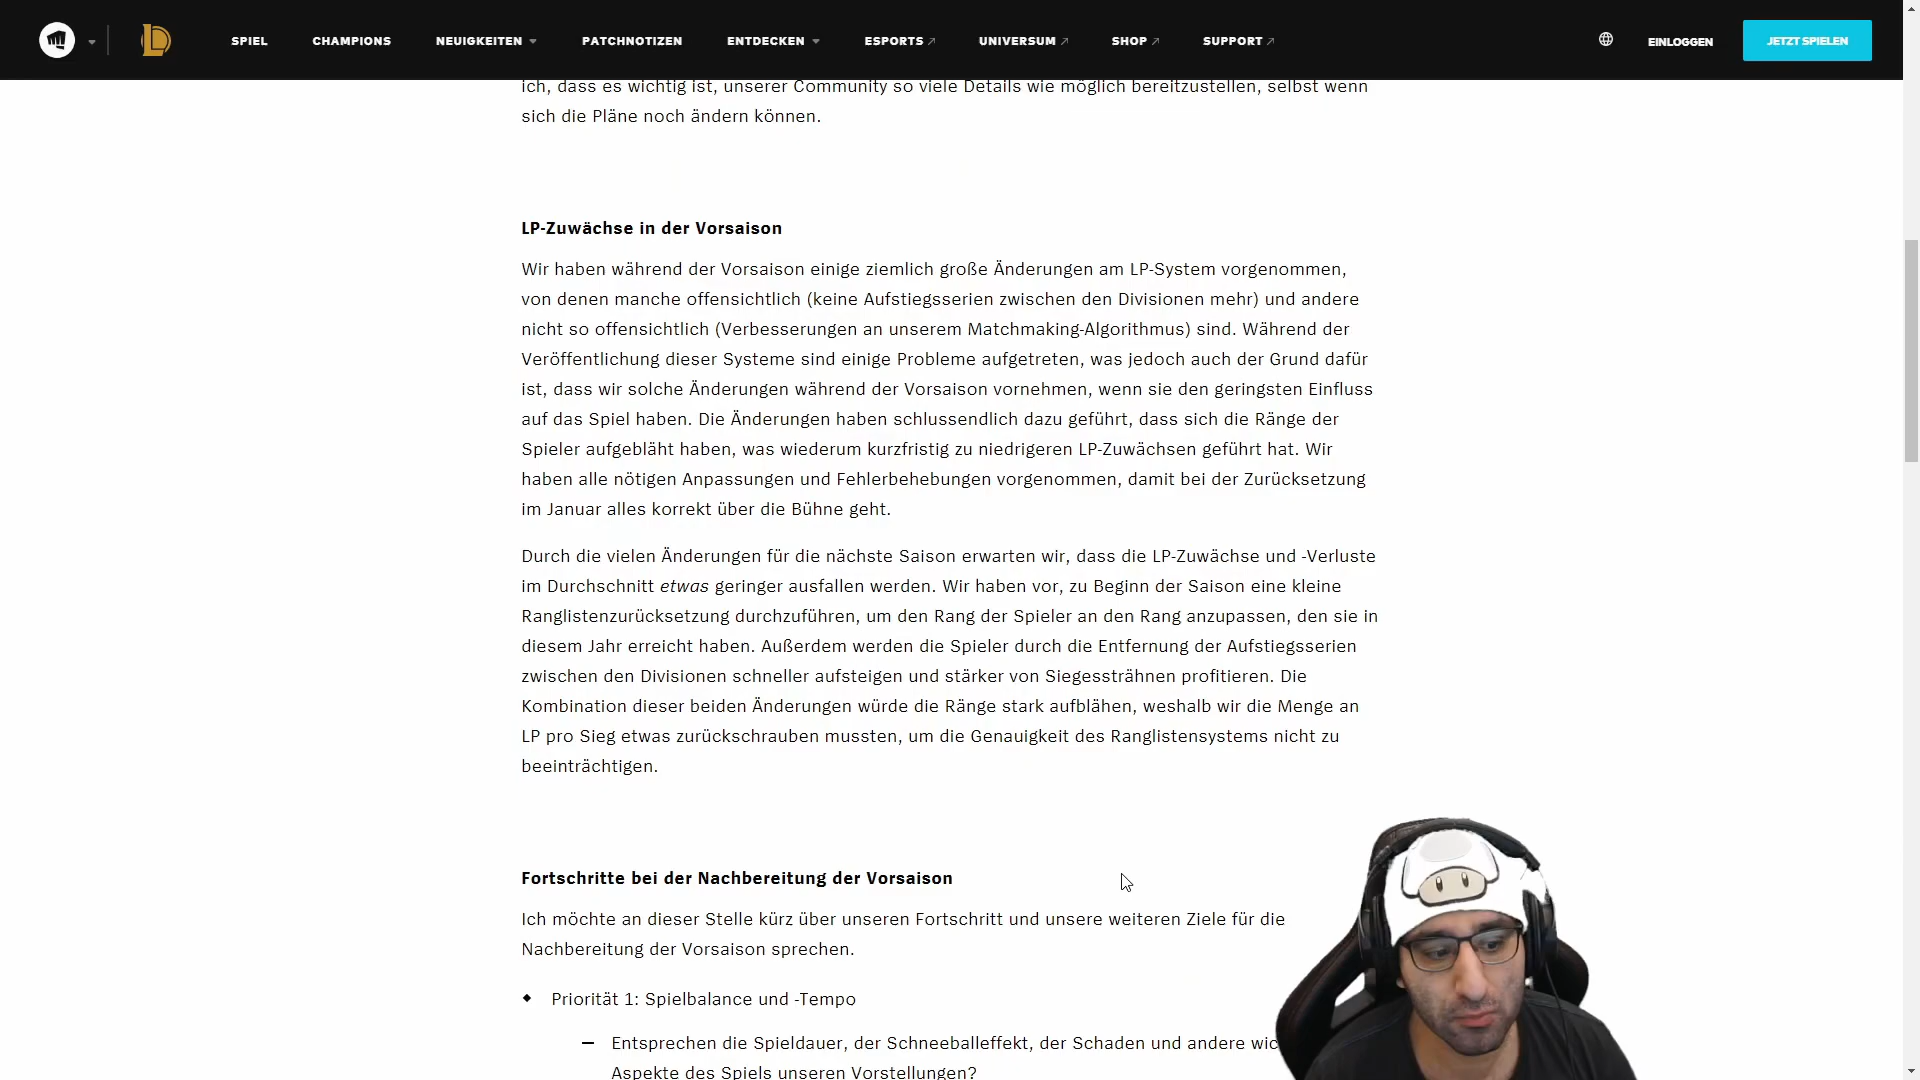 SPIEL CHAMPIONS NEUIGKEITEN PATCHNOTIZEN ENTDECKEN ESPORTS UNIVERSUM SHOP SUPPORT EINLOGGEN JETZT SPIELEN
ich, dass es wichtig ist, unserer Community so viele Details wie möglich bereitzustellen, selbst wenn
sich die Pläne noch ändern können.
LP-Zuwächse in der Vorsaison
Wir haben während der Vorsaison einige ziemlich große Änderungen am LP-System vorgenommen,
von denen manche offensichtlich (keine Aufstiegsserien zwischen den Divisionen mehr) und andere
nicht so offensichtlich (Verbesserungen an unserem Matchmaking-Algorithmus) sind. Während der
Veröffentlichung dieser Systeme sind einige Probleme aufgetreten, was jedoch auch der Grund dafür
ist, dass wir solche Änderungen während der Vorsaison vornehmen, wenn sie den geringsten Einfluss
auf das Spiel haben. Die Änderungen haben schlussendlich dazu geführt, dass sich die Ränge der
Spieler aufgebläht haben, was wiederum kurzfristig zu niedrigeren LP-Zuwächsen geführt hat. Wir
haben alle nötigen Anpassungen und Fehlerbehebungen vorgenommen, damit bei der Zurücksetzung
im Januar alles korrekt über die Bühne geht.
Durch die vielen Änderungen für die nächste Saison erwarten wir, dass die LP-Zuwächse und -Verluste
im Durchschnitt etwas geringer ausfallen werden. Wir haben vor, zu Beginn der Saison eine kleine
Ranglistenzurücksetzung durchzuführen, um den Rang der Spieler an den Rang anzupassen, den sie in
diesem Jahr erreicht haben. Außerdem werden die Spieler durch die Entfernung der Aufstiegsserien
zwischen den Divisionen schneller aufsteigen und stärker von Siegessträhnen profitieren. Die
Kombination dieser beiden Änderungen würde die Ränge stark aufblähen, weshalb wir die Menge an
LP pro Sieg etwas zurückschrauben mussten, um die Genauigkeit des Ranglistensystems nicht zu
beeinträchtigen.
Fortschritte bei der Nachbereitung der Vorsaison
Ich möchte an dieser Stelle kürz über unseren Fortschritt und unsere weiteren Ziele für die
Nachbereitung der Vorsaison sprechen.
Priorität 1: Spielbalance und -Tempo
Entsprechen die Spieldauer, der Schneeballeffekt, der Schaden und andere wic
Aspekte des Spiels unseren Vorstellungen?